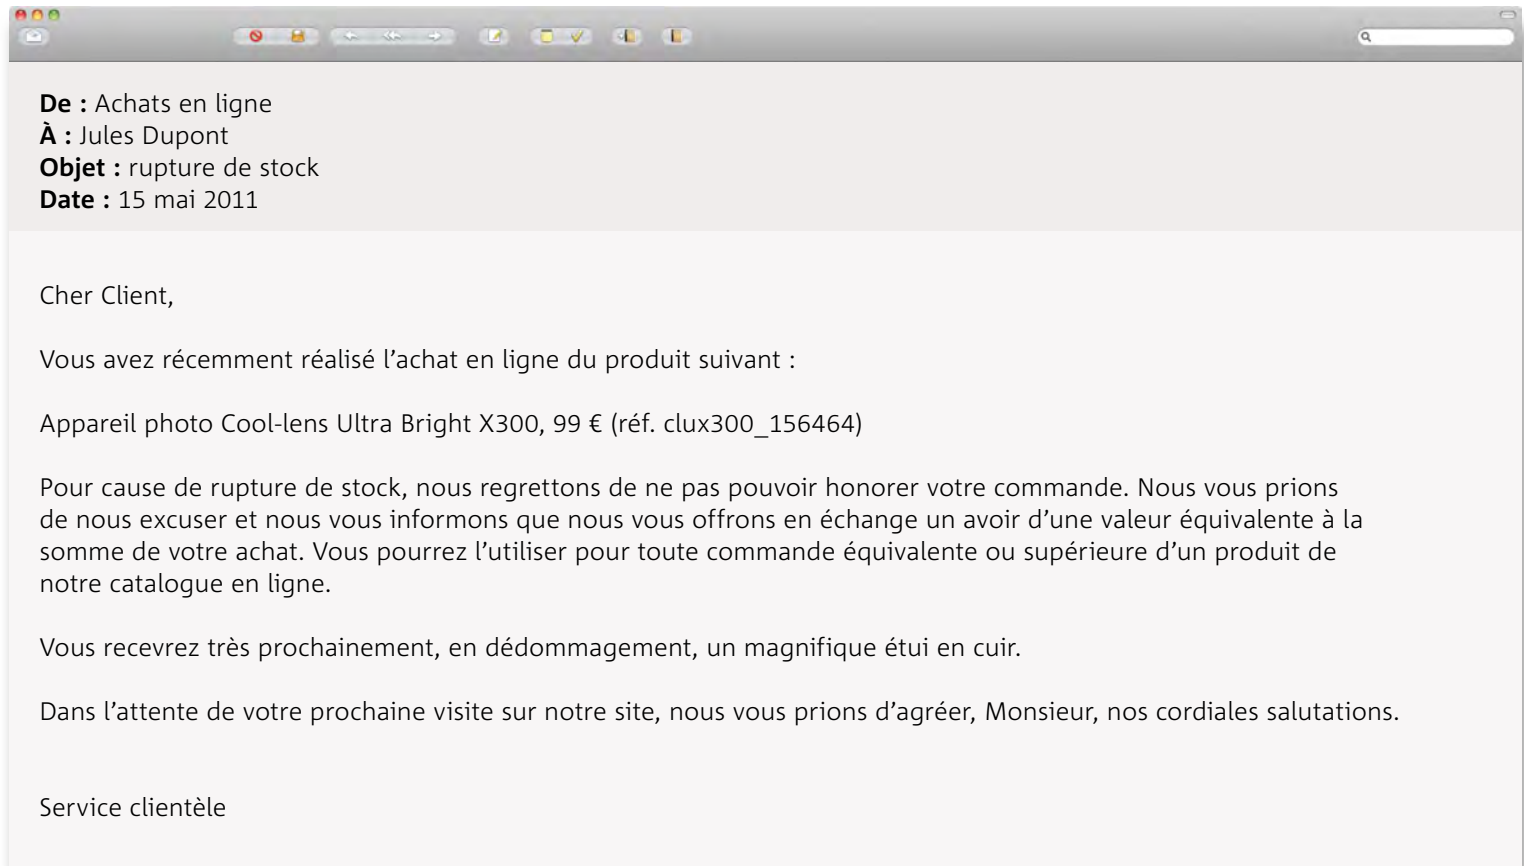 De : Achats en ligne
À : Jules Dupont
Objet : rupture de stock
Date : 15 mai 2011
Cher Client,
Vous avez récemment réalisé l’achat en ligne du produit suivant :
Appareil photo Cool-lens Ultra Bright X300, 99 € (réf. clux300_156464)
Pour cause de rupture de stock, nous regrettons de ne pas pouvoir honorer votre commande. Nous vous prions
de nous excuser et nous vous informons que nous vous offrons en échange un avoir d’une valeur équivalente à la
somme de votre achat. Vous pourrez l’utiliser pour toute commande équivalente ou supérieure d’un produit de
notre catalogue en ligne.
Vous recevrez très prochainement, en dédommagement, un magnifique étui en cuir.
Dans l’attente de votre prochaine visite sur notre site, nous vous prions d’agréer, Monsieur, nos cordiales salutations.
Service clientèle